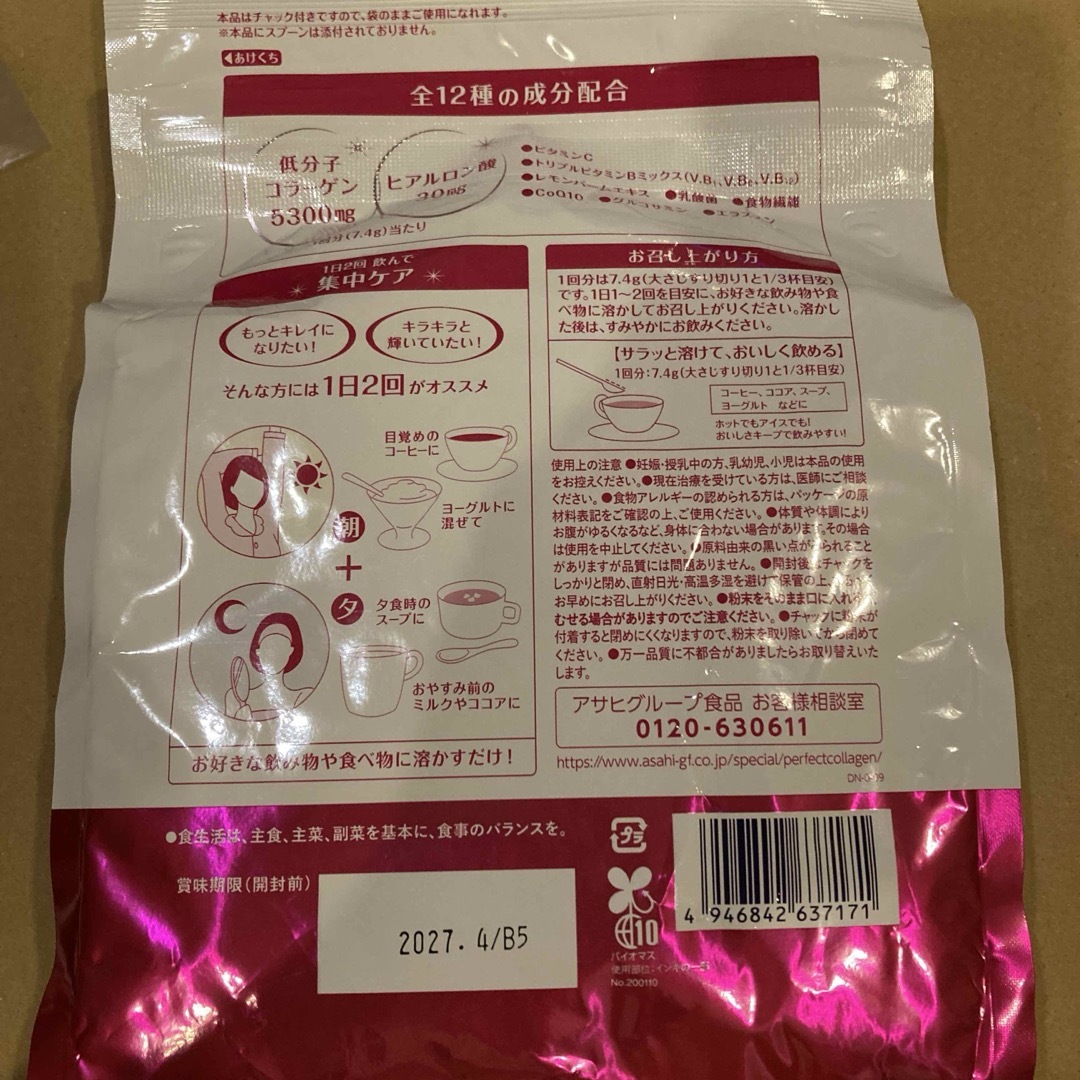 本品はチャック付きですので、袋のままご使用になれます。
※本品にスプーンは添付されておりません。
◀あけくち
全12種の成分配合
低分子
コラーゲン
5300mg
ヒアルロン酸
(7.4g)当たり
●ビタミンC
●トリプルビタミンBミックス(V.B₁、V.B₆、V.B₁₂)
●レモンバームエキス ●乳酸菌 ●食物繊維
●CoQ10 ●グルコサミン ●エラスチン
1日2回 飲んで
集中ケア
もっとキレイに
なりたい!
キラキラと
輝いていたい!
そんな方には1日2回がオススメ
目覚めの
コーヒーに
ヨーグルトに
混ぜて
朝
+
夕
夕食時の
スープに
おやすみ前の
ミルクやココアに
お好きな飲み物や食べ物に溶かすだけ!
お召し上がり方
1回分は7.4g(大さじすり切り1と1/3杯目安)
です。1日1〜2回を目安に、お好きな飲み物や食
べ物に溶かしてお召し上がりください。溶かし
た後は、すみやかにお飲みください。
【サラッと溶けて、おいしく飲める】
1回分:7.4g(大さじすり切り1と1/3杯目安)
コーヒー、ココア、スープ、
ヨーグルト などに
ホットでもアイスでも!
おいしさキープで飲みやすい!
使用上の注意 ●妊娠・授乳中の方、乳幼児、小児は本品の使用
をお控えください。●現在治療を受けている方は、医師にご相談
ください。●食物アレルギーの認められる方は、パッケージの原
材料表記をご確認の上、ご使用ください。●体質や体調により
お腹がゆるくなるなど、身体に合わない場合があります。その場合
は使用を中止してください。●原料由来の黒い点が見られること
がありますが品質には問題ありません。●開封後はチャックを
しっかりと閉め、直射日光・高温多湿を避けて保管の上、
お早めにお召し上がりください。●粉末をそのまま口に入れると
むせる場合がありますのでご注意ください。●チャックに粉末が
付着すると閉めにくくなりますので、粉末を取り除いてから閉めて
ください。●万一品質に不都合がありましたらお取り替えいた
します。
アサヒグループ食品 お客様相談室
0120-630611
https://www.asahi-gf.co.jp/special/perfectcollagen/
●食生活は、主食、主菜、副菜を基本に、食事のバランスを。
賞味期限(開封前)
2027. 4/B5
プラ
10
バイオマス
使用部位:インキの一部
No.200110
4 946842 637171